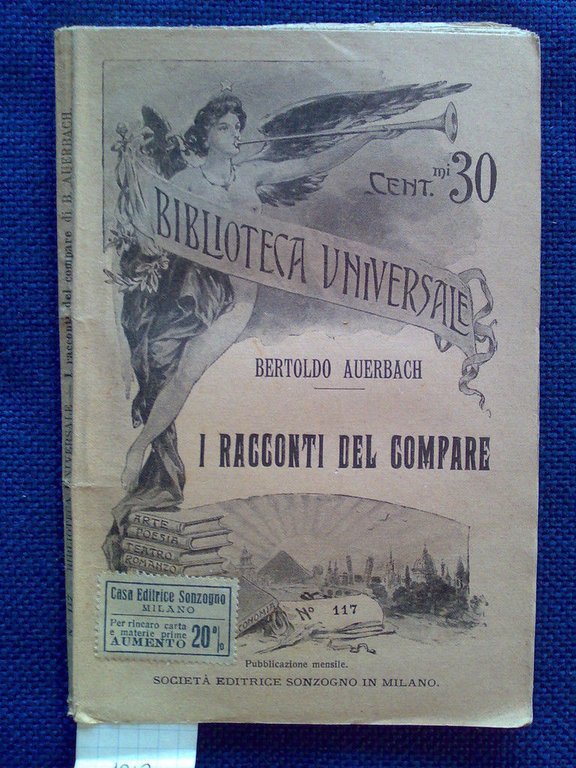 CENT.mi 30
BIBLIOTECA UNIVERSALE
BERTOLDO AUERBACH
I RACCONTI DEL COMPARE
ARTE
POESIA
TEATRO
ROMANZO
ONOMIA
Nº 117
Casa Editrice Sonzogno
MILANO
Per rincaro carta
e materie prime 20%
AUMENTO
Pubblicazione mensile.
SOCIETÀ EDITRICE SONZOGNO IN MILANO.
BIBLIOTECA UNIVERSALE I racconti del compare di B. AUERBACH